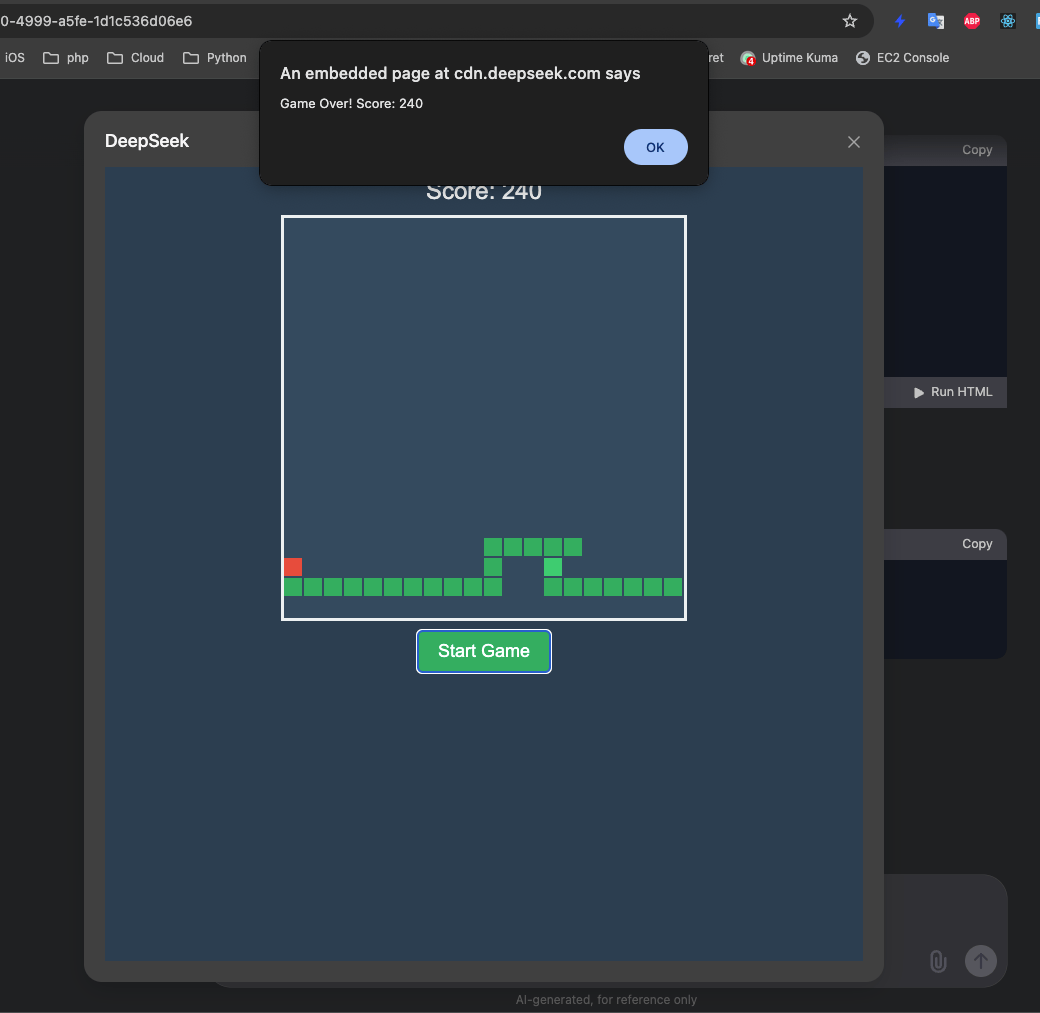 0-4999-a5fe-1d1c536d06e6
ABP
iOS php Cloud Python ret 4 Uptime Kuma EC2 Console
An embedded page at cdn.deepseek.com says
Game Over! Score: 240
OK
DeepSeek
Copy
Score: 240
Run HTML
Copy
Start Game
AI-generated, for reference only